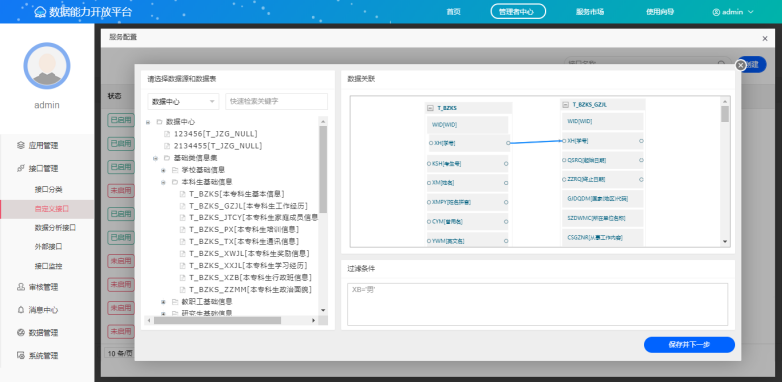 数据能力开放平台
首页
管理者中心
服务市场
使用向导
admin
服务配置
admin
应用管理
接口管理
接口分类
自定义接口
数据分析接口
外部接口
接口监控
审核管理
消息中心
数据管理
系统管理
状态
已启用
已启用
已启用
未启用
已启用
已启用
未启用
未启用
未启用
未启用
10 条/页
请选择数据源和数据表
数据中心
快速检索关键字
数据中心
123456[T_JZG_NULL]
2134455[T_JZG_NULL]
基础类信息集
学校基础信息
本科生基础信息
T_BZKS[本专科生基本信息]
T_BZKS_GZJL[本专科生工作经历]
T_BZKS_JTCY[本专科生家庭成员信息
T_BZKS_PX[本专科生培训信息]
T_BZKS_TX[本专科生通讯信息]
T_BZKS_XWJL[本专科生奖励信息]
T_BZKS_XXJL[本专科生学习经历]
T_BZKS_XZB[本专科生行政班信息]
T_BZKS_ZZMM[本专科生政治面貌]
教职工基础信息
研究生基础信息
数据关联
T_BZKS
WID[WID]
XH[学号]
KSH[考生号]
XM[姓名]
XMPY[姓名拼音]
CYM[曾用名]
YWM[英文名]
T_BZKS_GZJL
WID[WID]
XH[学号]
QSRQ[起始日期]
ZZRQ[终止日期]
GJDQDM[国家(地区)代码]
SZDWMC[所在单位名称]
CSGZNR[从事工作内容]
过滤条件
XB='男'
保存并下一步